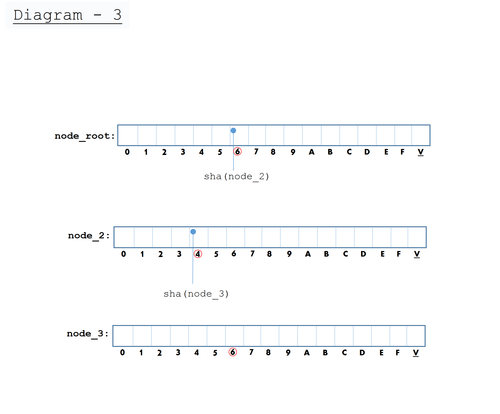 Diagram - 3
node_root:
0 1 2 3 4 5 6 7 8 9 A B C D E F V
sha(node_2)
node_2:
0 1 2 3 4 5 6 7 8 9 A B C D E F V
sha(node_3)
node_3:
0 1 2 3 4 5 6 7 8 9 A B C D E F V